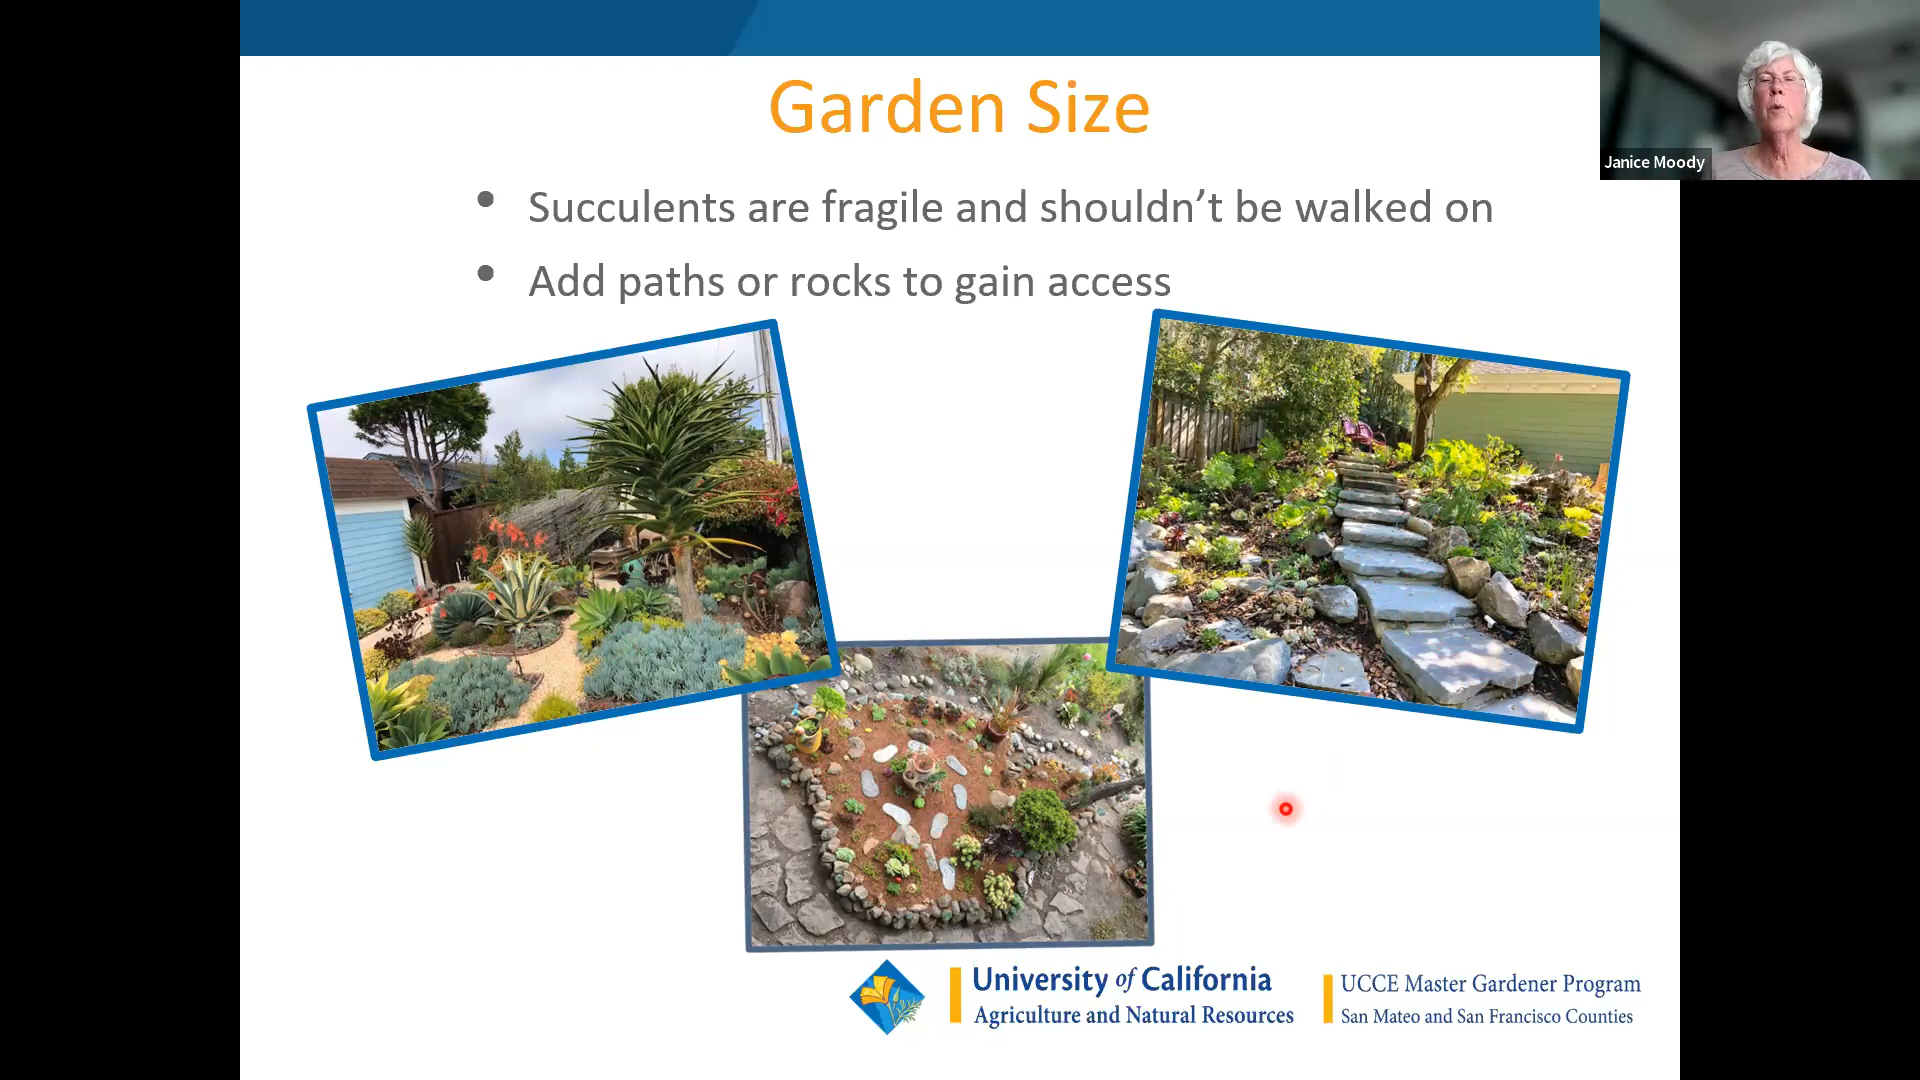 Garden Size
Janice Moody
• Succulents are fragile and shouldn’t be walked on
• Add paths or rocks to gain access
University of California
Agriculture and Natural Resources
UCCE Master Gardener Program
San Mateo and San Francisco Counties